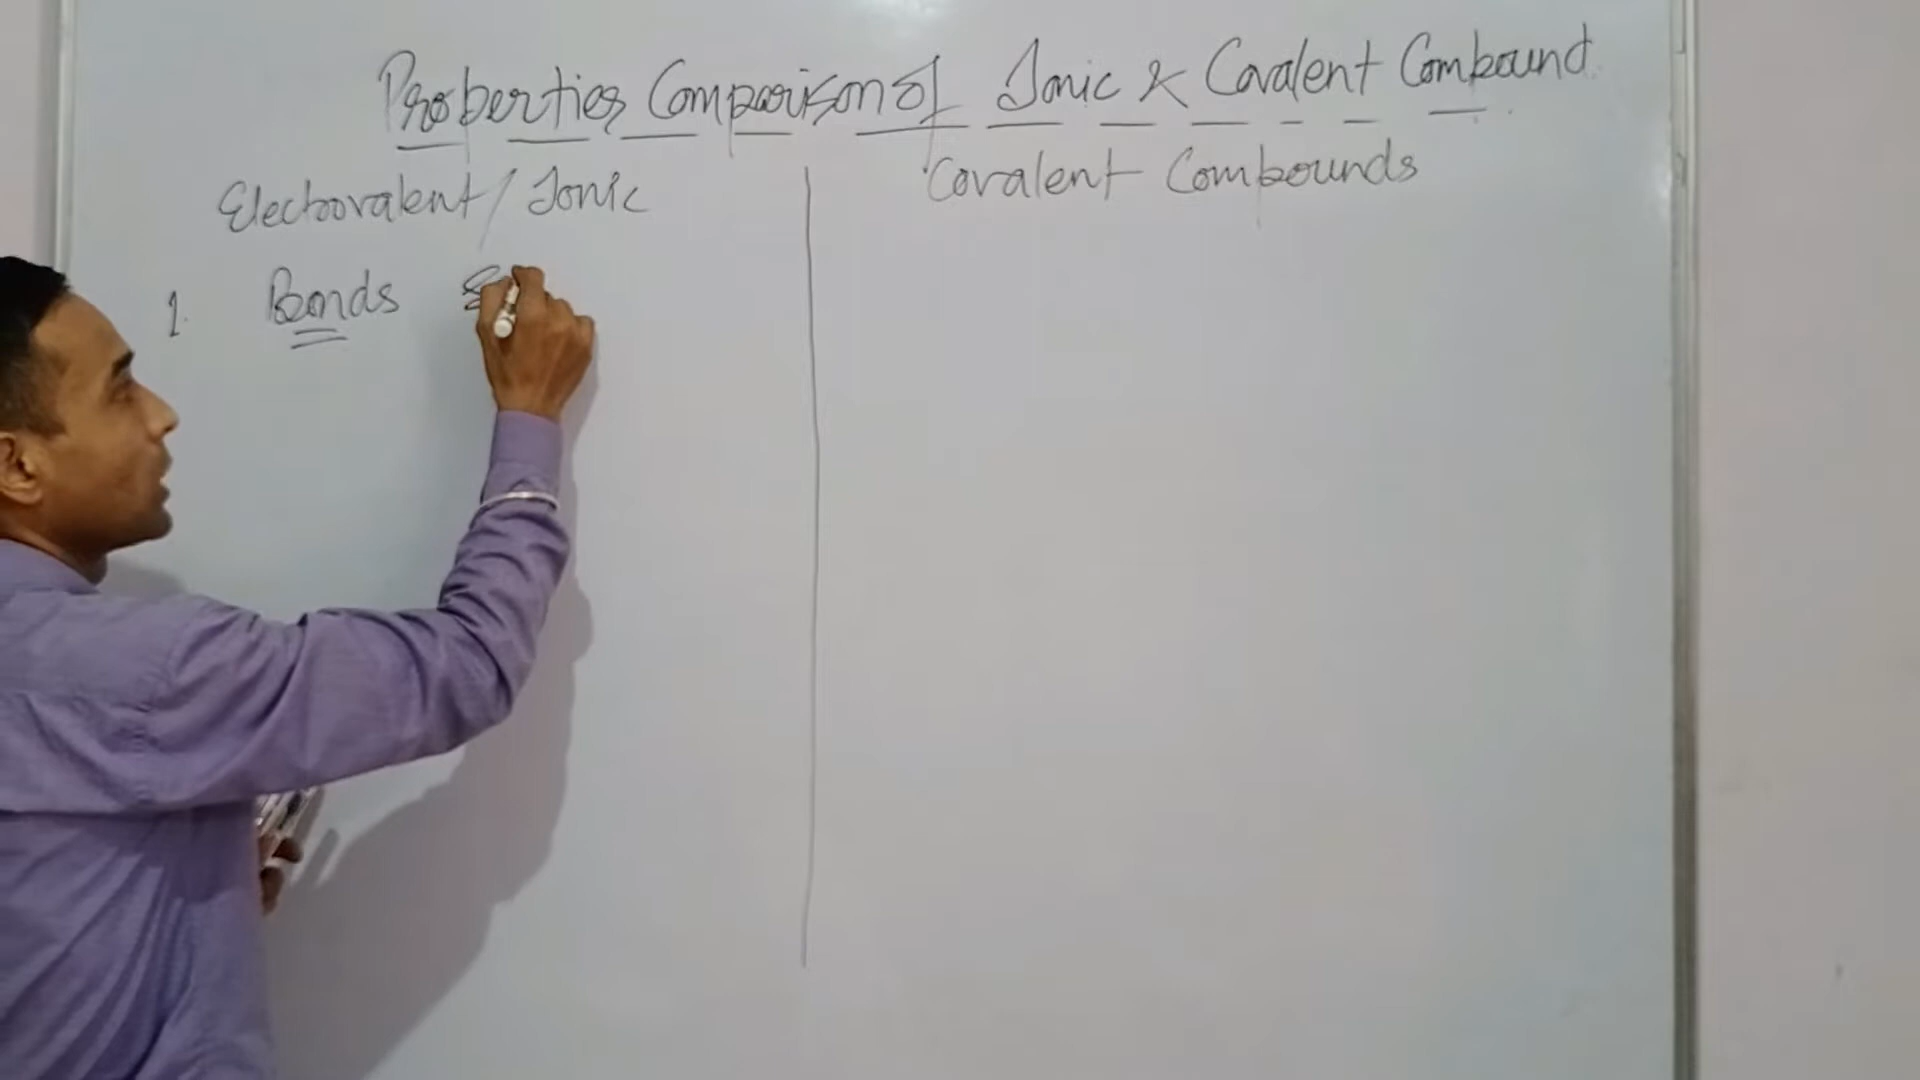 Properties Comparison of Ionic & Covalent Compound
Electrovalent / Ionic
Covalent Compounds
1. Bonds